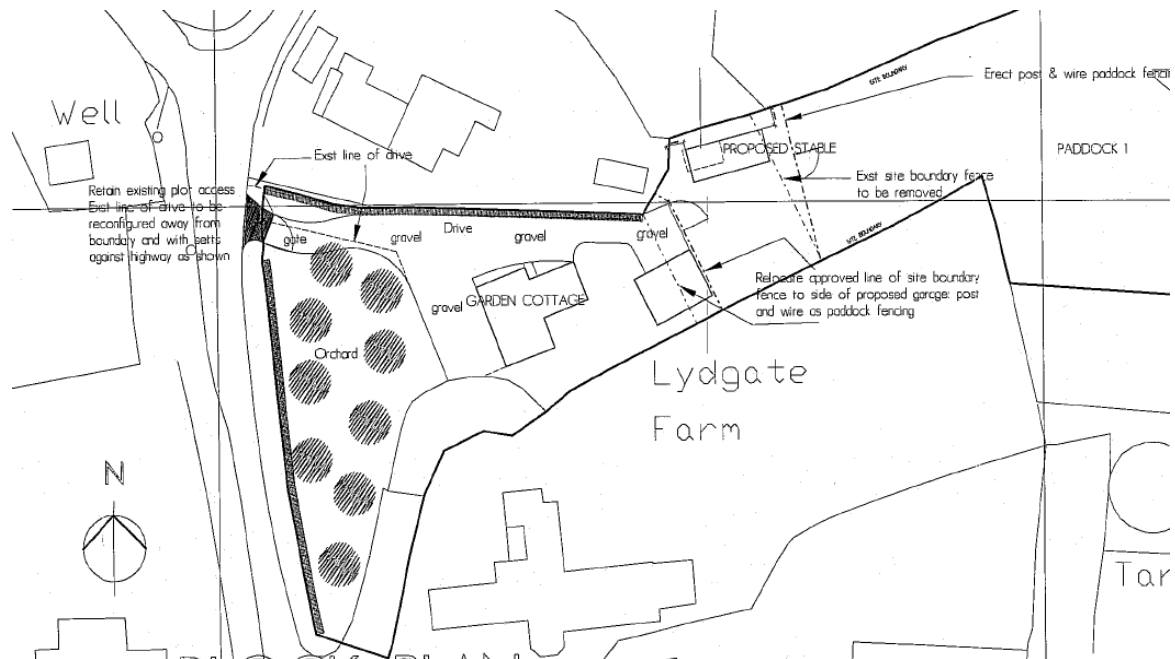 SITE BOUNDARY
Erect post & wire paddock
Well
PROPOSED STABLE
PADDOCK 1
Exist line of drive
Exst site boundary fence
to be removed
Retain existing plot access
Exst line of drive to be
reconfigured away from
boundary and with setts
against highway as shown
gate
gravel
Drive
gravel
gravel
SITE BOUNDARY
Relocate approved line of site boundary
fence to side of proposed garage: post
and wire as paddock fencing
GARDEN COTTAGE
gravel
Orchard
Lydgate
Farm
N
Tar